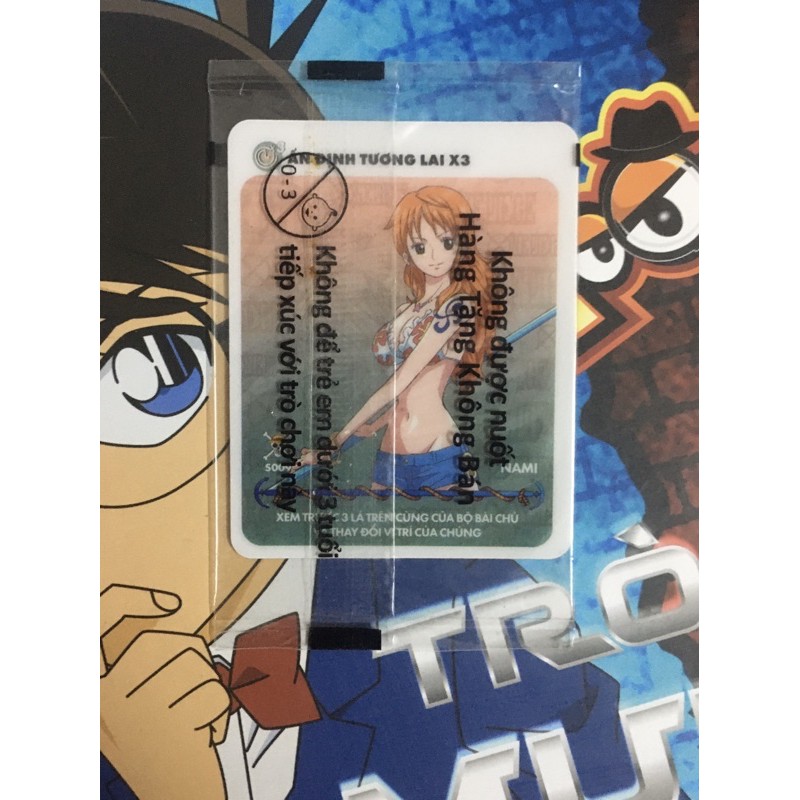 ẤN ĐỊNH TƯƠNG LAI X3
0-3
Không để trẻ em dưới 3 tuổi
tiếp xúc với trò chơi này
Không được nuốt
Hàng Tặng Không Bán
NAMI
XEM TRƯỚC 3 LÁ TRÊN CÙNG CỦA BỘ BÀI CHỦ
THAY ĐỔI VỊ TRÍ CỦA CHÚNG
TRÒ